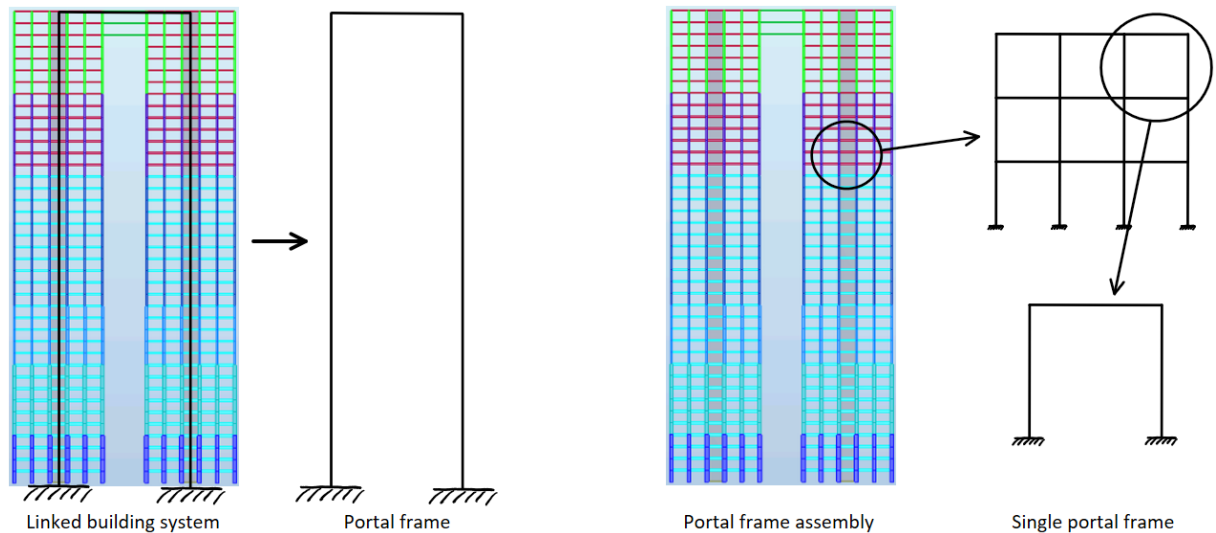 Linked building system
Portal frame
Portal frame assembly
Single portal frame